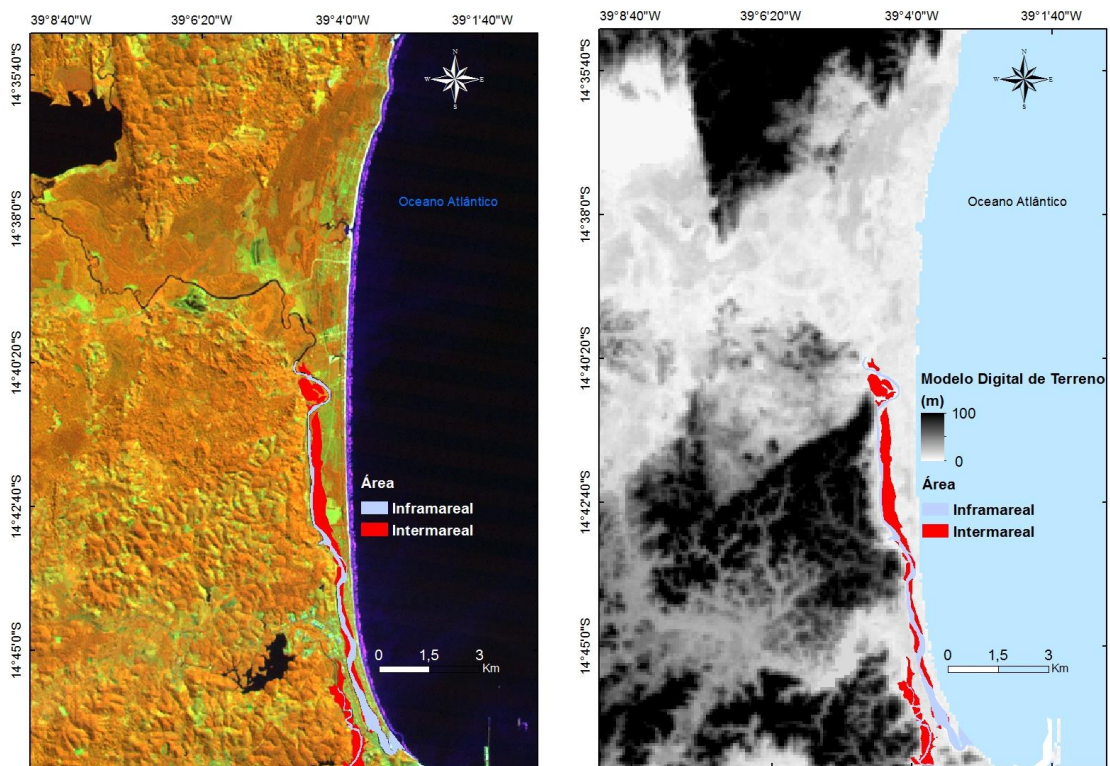 39°8'40"W 39°6'20"W 39°4'0"W 39°1'40"W
14°35'40"S
14°38'0"S
14°40'20"S
14°42'40"S
14°45'0"S
N
W E
S
Oceano Atlântico
Área
Inframareal
Intermareal
0 1,5 3
Km
39°8'40"W 39°6'20"W 39°4'0"W 39°1'40"W
14°35'40"S
14°38'0"S
14°40'20"S
14°42'40"S
14°45'0"S
N
W E
S
Oceano Atlântico
Modelo Digital de Terreno
(m)
100
0
Área
Inframareal
Intermareal
0 1,5 3
Km